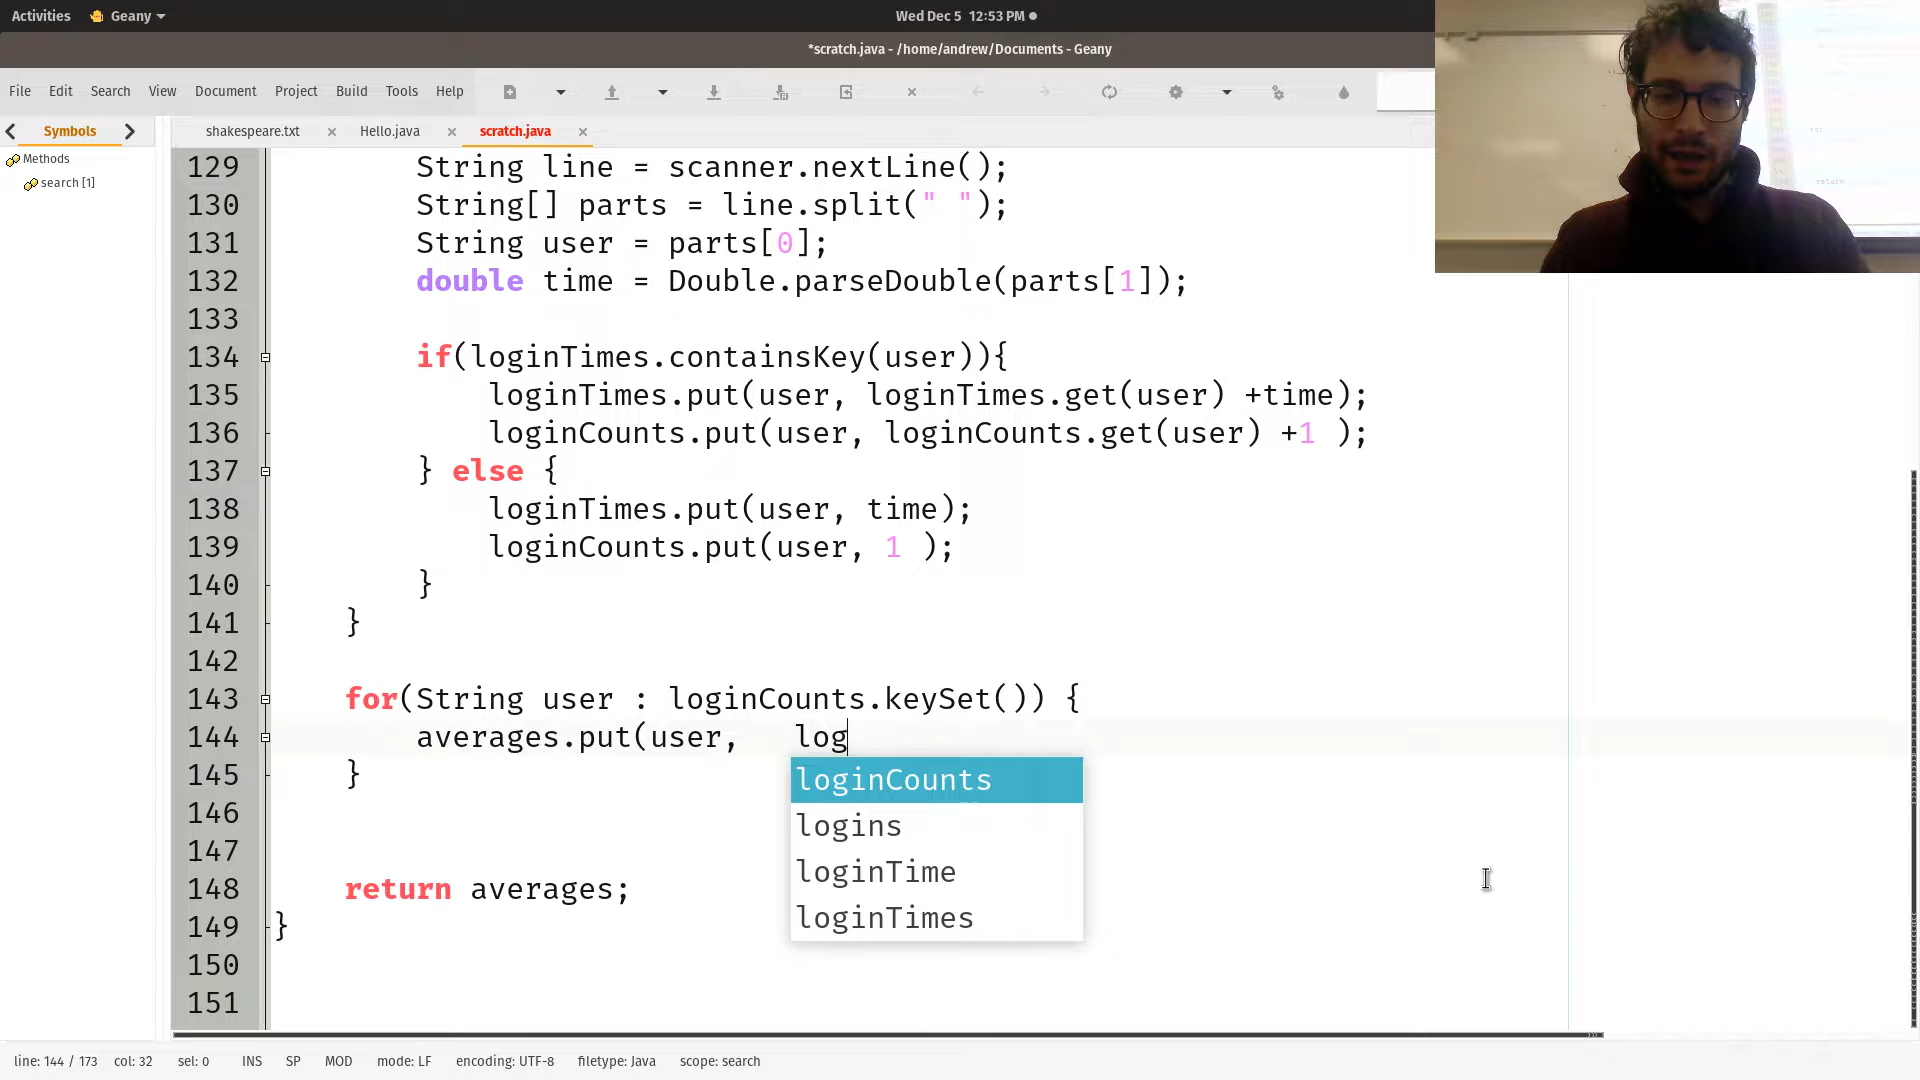 Activities Geany Wed Dec 5 12:53 PM
*scratch.java - /home/andrew/Documents - Geany
File Edit Search View Document Project Build Tools Help
Symbols shakespeare.txt Hello.java scratch.java
Methods
search [1]
129 String line = scanner.nextLine();
130 String[] parts = line.split(" ");
131 String user = parts[0];
132 double time = Double.parseDouble(parts[1]);
133
134 if(loginTimes.containsKey(user)){
135 loginTimes.put(user, loginTimes.get(user) +time);
136 loginCounts.put(user, loginCounts.get(user) +1 );
137 } else {
138 loginTimes.put(user, time);
139 loginCounts.put(user, 1 );
140 }
141 }
142
143 for(String user : loginCounts.keySet()) {
144 averages.put(user,   log
145 }
146
147
148 return averages;
149 }
150
151
loginCounts
logins
loginTime
loginTimes
line: 144 / 173 col: 32 sel: 0 INS SP MOD mode: LF encoding: UTF-8 filetype: Java scope: search